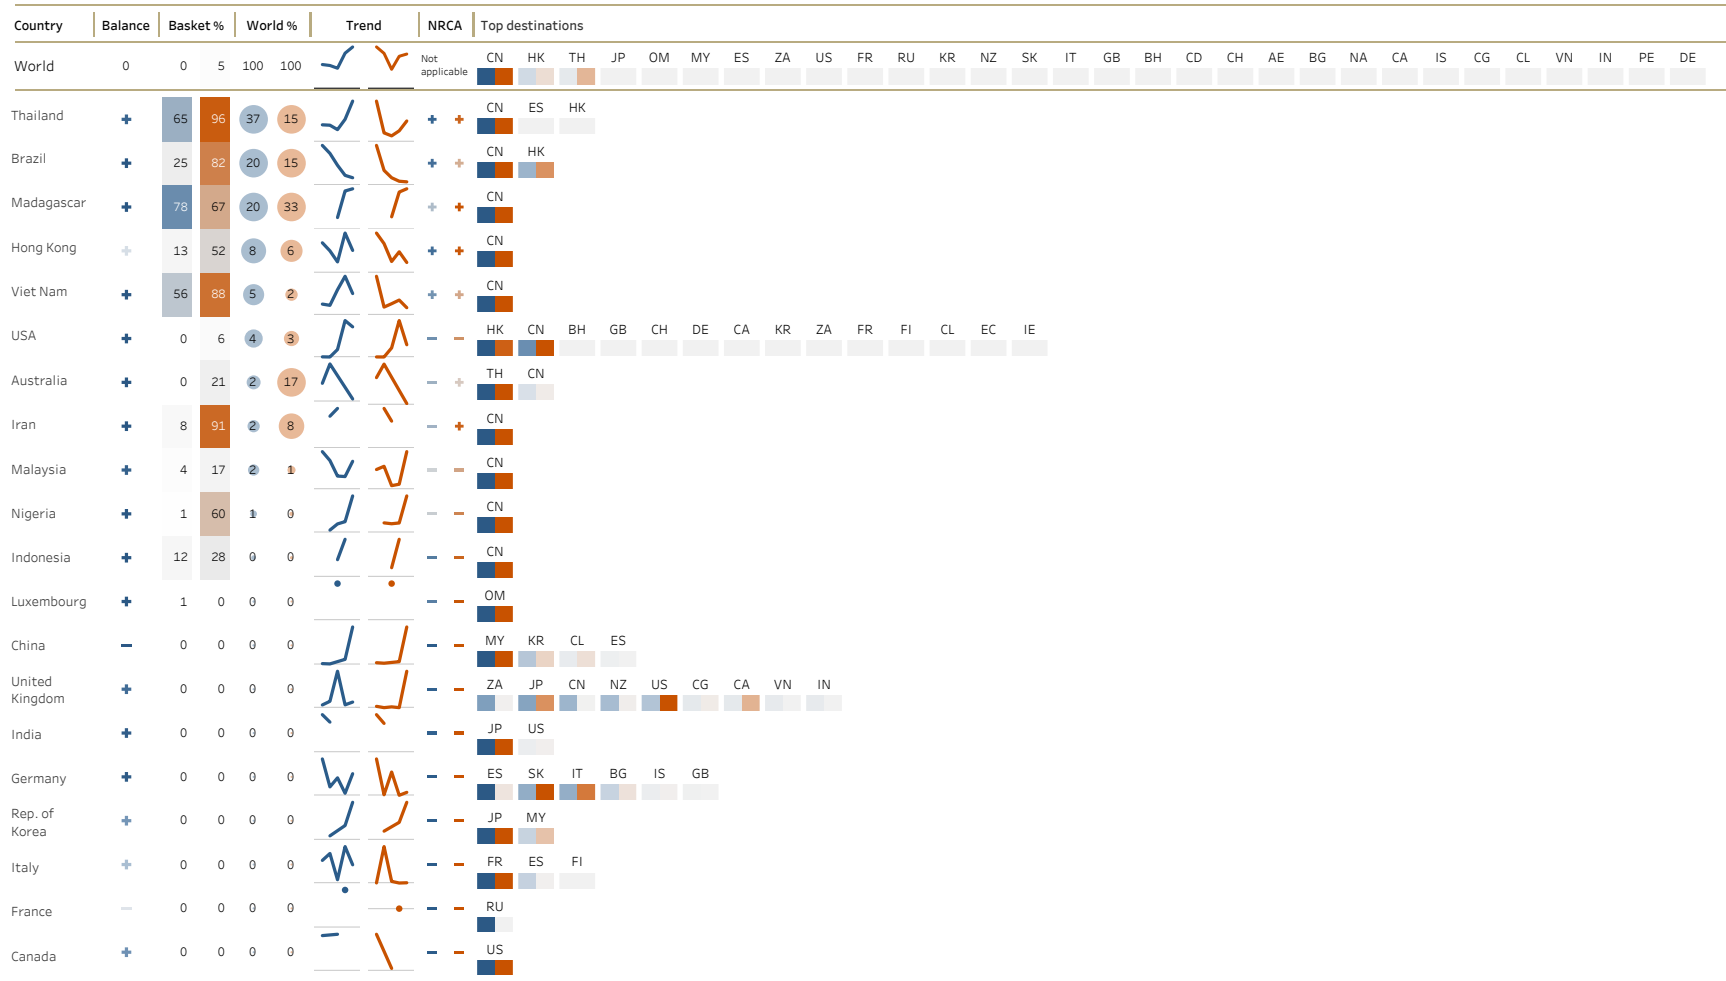 Country Balance Basket % World % Trend NRCA Top destinations
World 0 0 5 100 100 Not applicable CN HK TH JP OM MY ES ZA US FR RU KR NZ SK IT GB BH CD CH AE BG NA CA IS CG CL VN IN PE DE
Thailand + 65 96 37 15 + + CN ES HK
Brazil + 25 82 20 15 + + CN HK
Madagascar + 78 67 20 33 + + CN
Hong Kong + 13 52 8 6 + + CN
Viet Nam + 56 88 5 2 + + CN
USA + 0 6 4 3 − − HK CN BH GB CH DE CA KR ZA FR FI CL EC IE
Australia + 0 21 2 17 − + TH CN
Iran + 8 91 2 8 − + CN
Malaysia + 4 17 2 1 − − CN
Nigeria + 1 60 1 0 − − CN
Indonesia + 12 28 0 0 − − CN
Luxembourg + 1 0 0 0 − − OM
China − 0 0 0 0 − − MY KR CL ES
United Kingdom + 0 0 0 0 − − ZA JP CN NZ US CG CA VN IN
India + 0 0 0 0 − − JP US
Germany + 0 0 0 0 − − ES SK IT BG IS GB
Rep. of Korea + 0 0 0 0 − − JP MY
Italy + 0 0 0 0 − − FR ES FI
France − 0 0 0 0 − − RU
Canada + 0 0 0 0 − − US